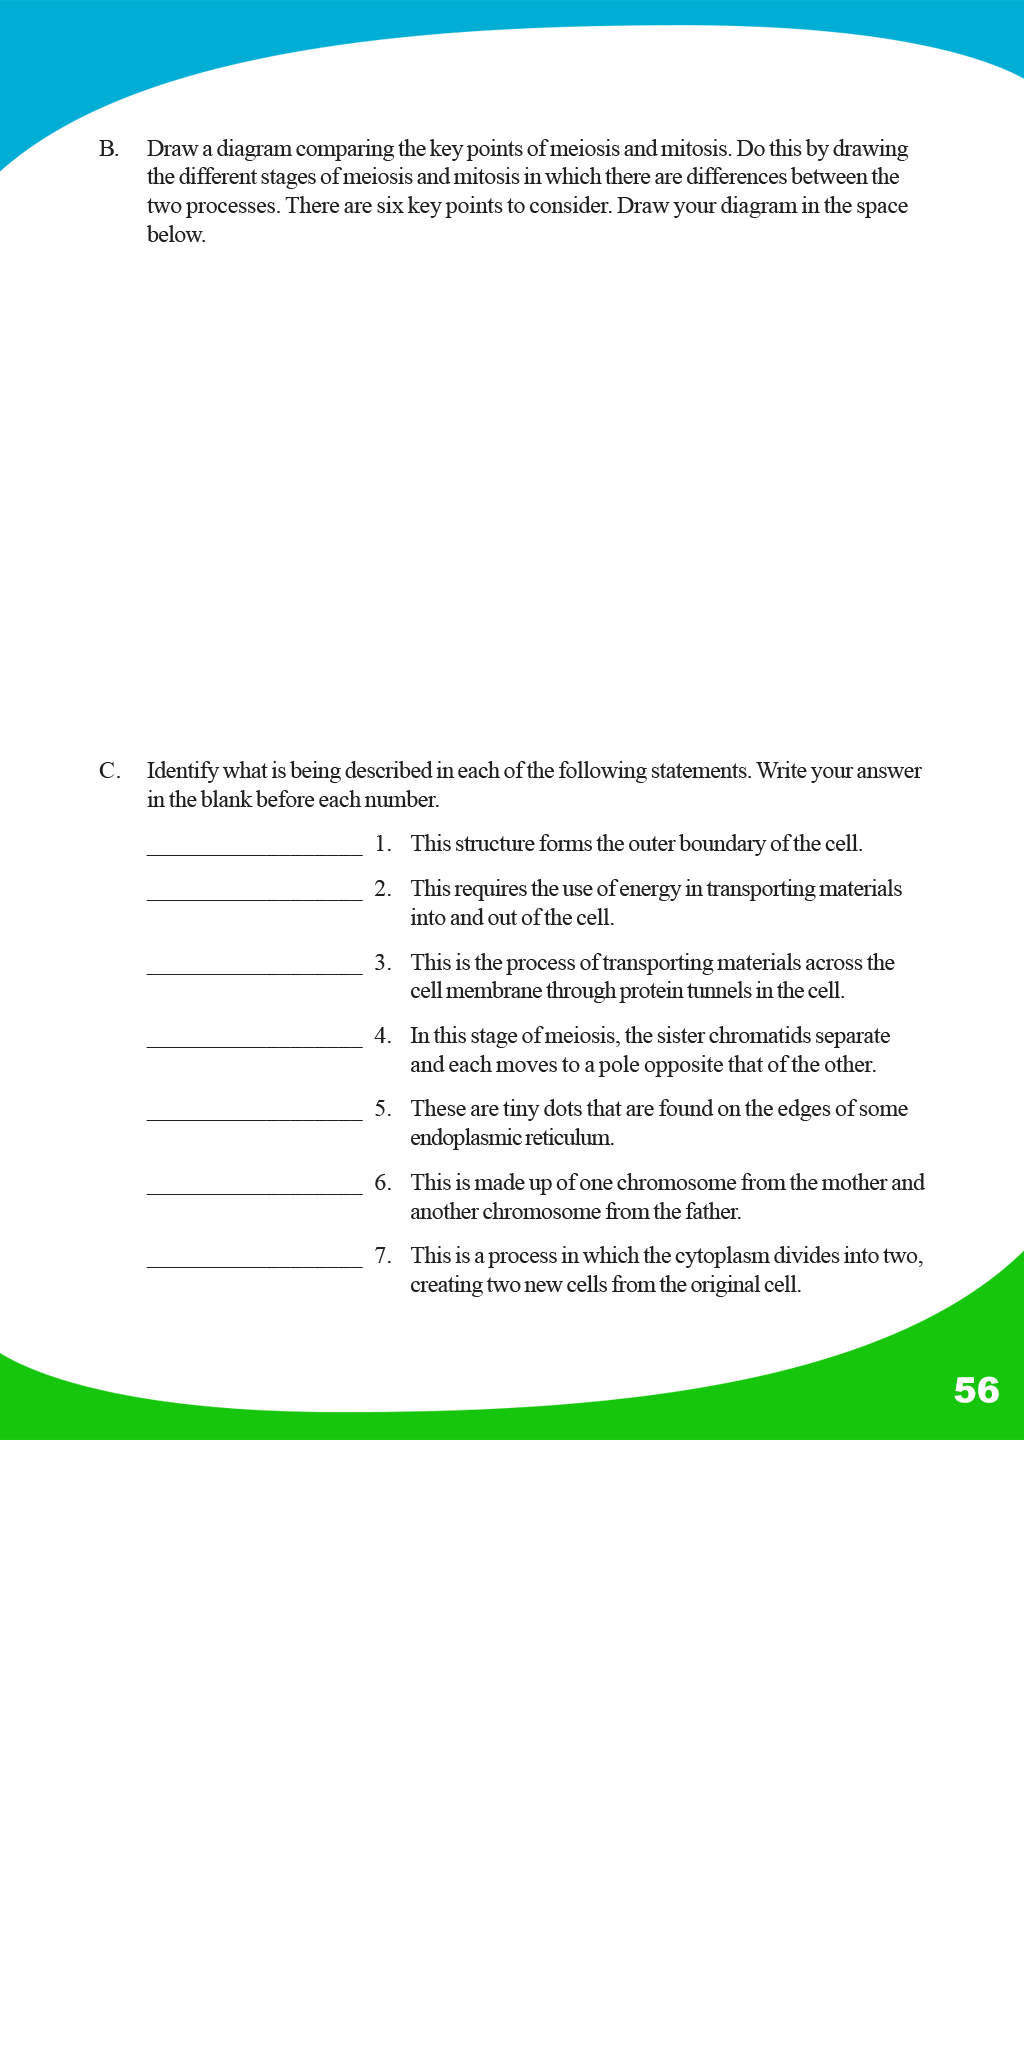 B. Draw a diagram comparing the key points of meiosis and mitosis. Do this by drawing
the different stages of meiosis and mitosis in which there are differences between the
two processes. There are six key points to consider. Draw your diagram in the space
below.
C. Identify what is being described in each of the following statements. Write your answer
in the blank before each number.
__________________ 1. This structure forms the outer boundary of the cell.
__________________ 2. This requires the use of energy in transporting materials
into and out of the cell.
__________________ 3. This is the process of transporting materials across the
cell membrane through protein tunnels in the cell.
__________________ 4. In this stage of meiosis, the sister chromatids separate
and each moves to a pole opposite that of the other.
__________________ 5. These are tiny dots that are found on the edges of some
endoplasmic reticulum.
__________________ 6. This is made up of one chromosome from the mother and
another chromosome from the father.
__________________ 7. This is a process in which the cytoplasm divides into two,
creating two new cells from the original cell.
56